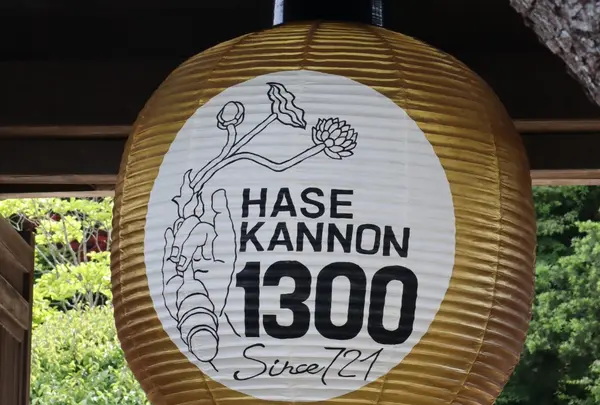 HASE
KANNON
1300
Since 721